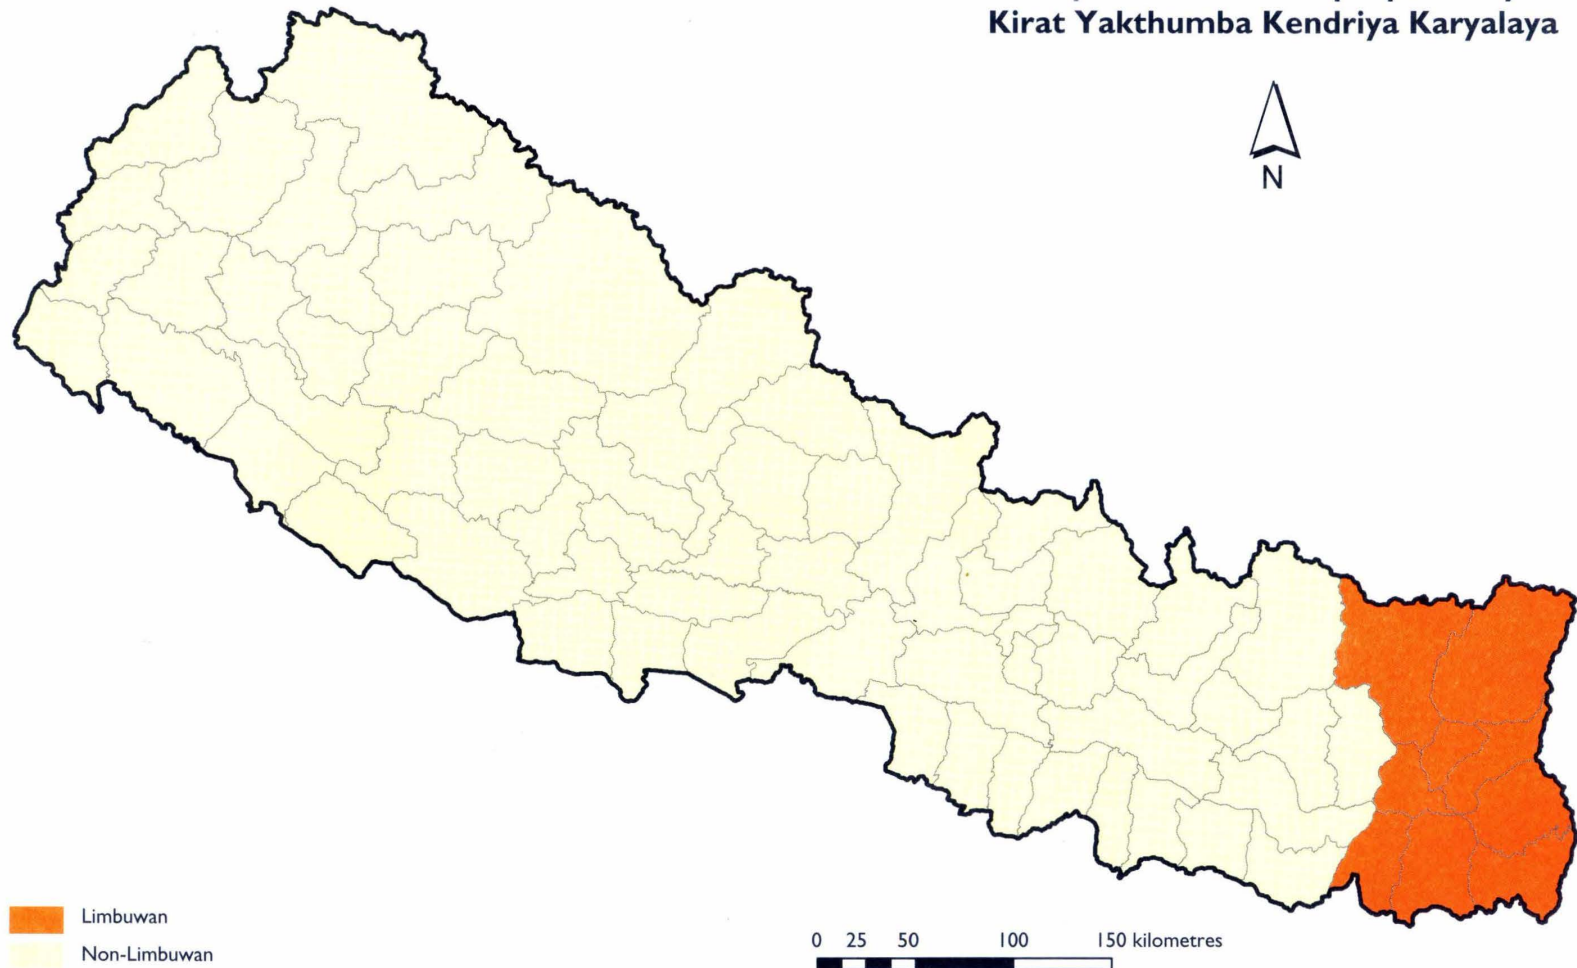 Kirat Yakthumba Kendriya Karyalaya
N
Limbuwan
Non-Limbuwan
0 25 50 100 150 kilometres